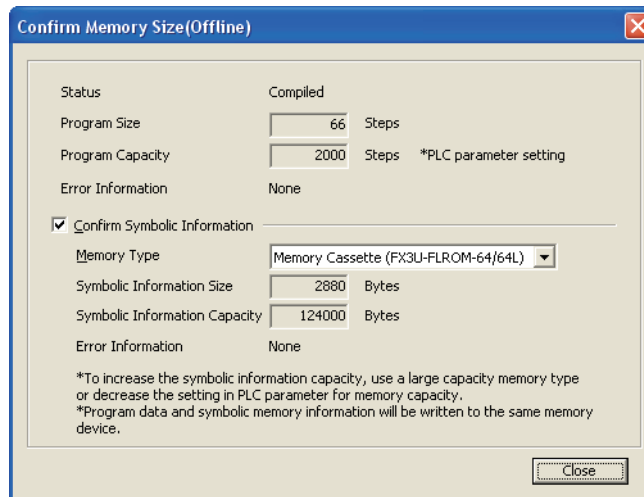 Confirm Memory Size(Offline)
Status Compiled
Program Size 66 Steps
Program Capacity 2000 Steps *PLC parameter setting
Error Information None
Confirm Symbolic Information
Memory Type Memory Cassette (FX3U-FLROM-64/64L)
Symbolic Information Size 2880 Bytes
Symbolic Information Capacity 124000 Bytes
Error Information None
*To increase the symbolic information capacity, use a large capacity memory type
or decrease the setting in PLC parameter for memory capacity.
*Program data and symbolic memory information will be written to the same memory
device.
Close